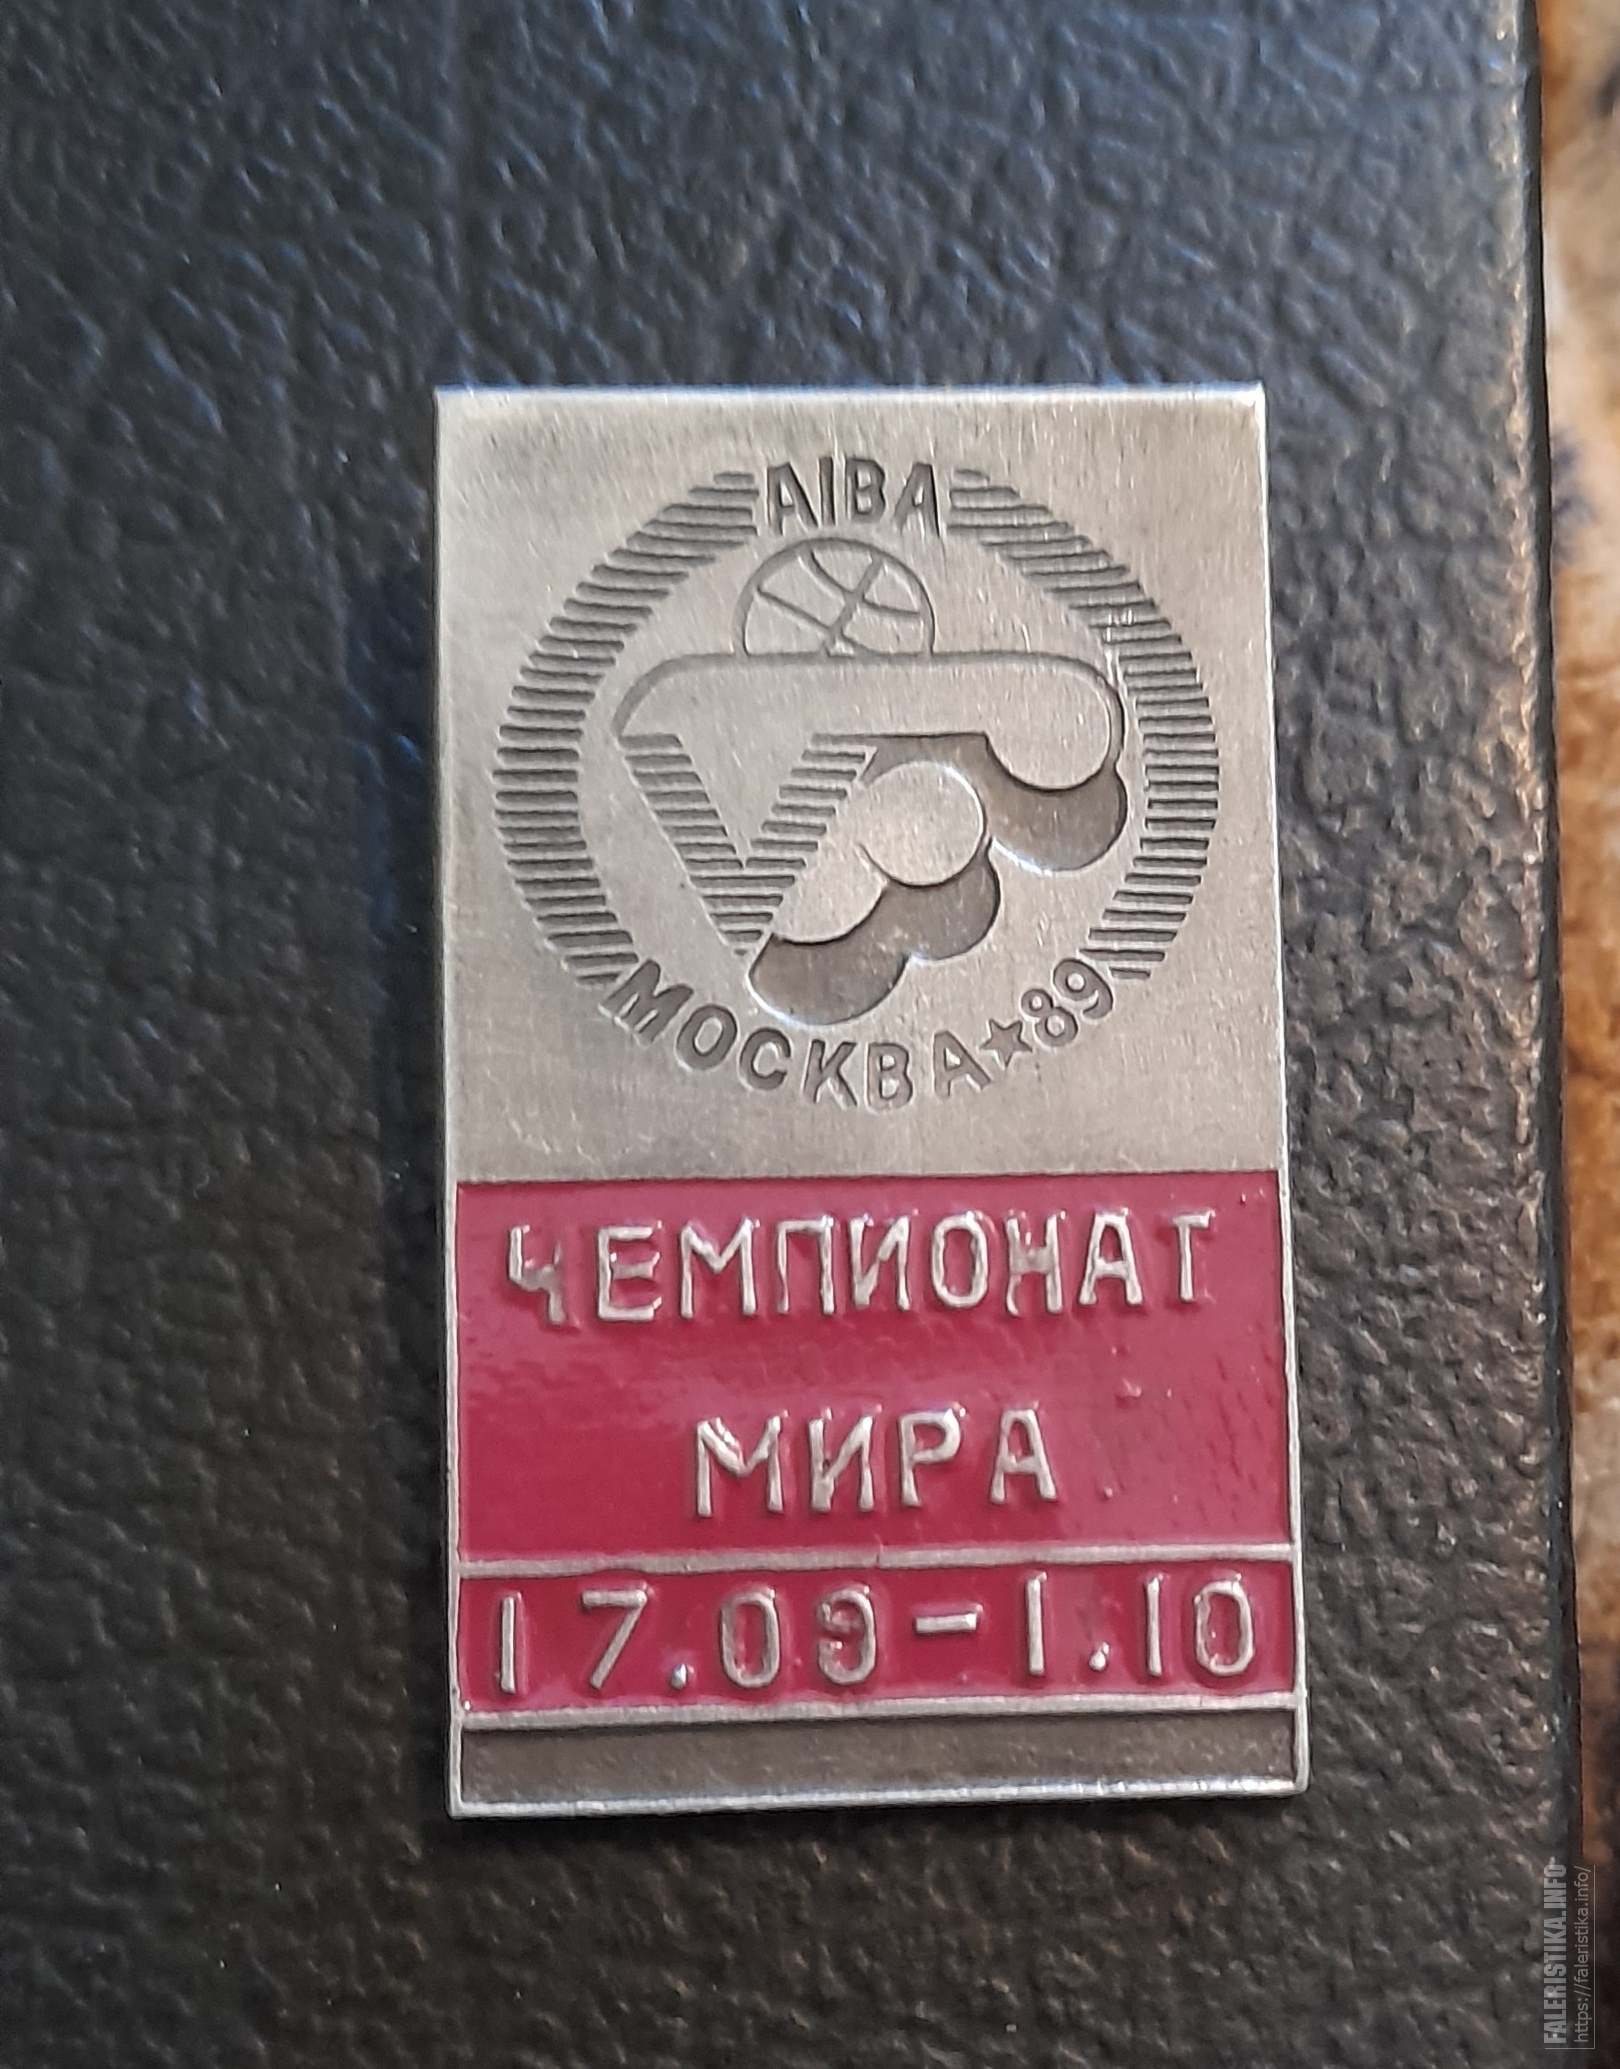 AIBA
МОСКВА★89
ЧЕМПИОНАТ
МИРА
17.09-1.10
FALERISTIKA.INFO
https://faleristika.info/